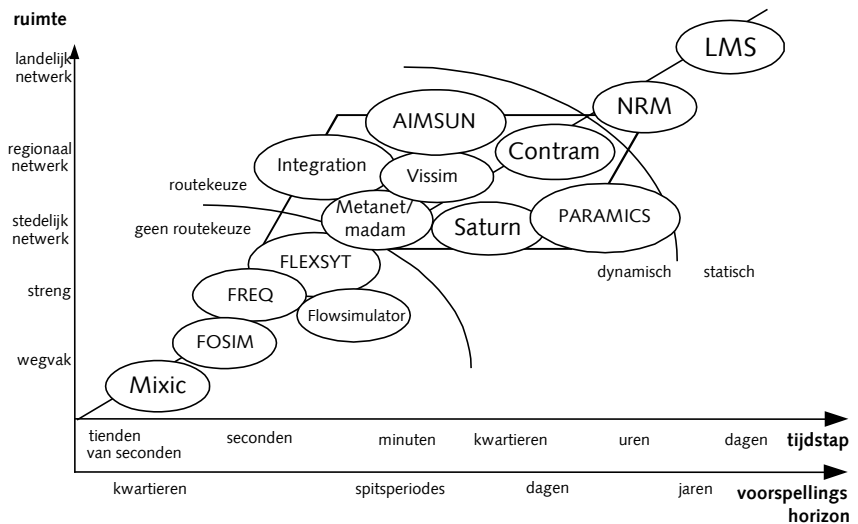 ruimte
landelijk
netwerk
regionaal
netwerk
stedelijk
netwerk
streng
wegvak
LMS
NRM
AIMSUN
Contram
Integration
Vissim
routekeuze
geen routekeuze
Metanet/
madam
Saturn
PARAMICS
FLEXSYT
dynamisch
statisch
FREQ
Flowsimulator
FOSIM
Mixic
tienden
van seconden
seconden
minuten
kwartieren
uren
dagen
tijdstap
kwartieren
spitsperiodes
dagen
jaren
voorspellings
horizon